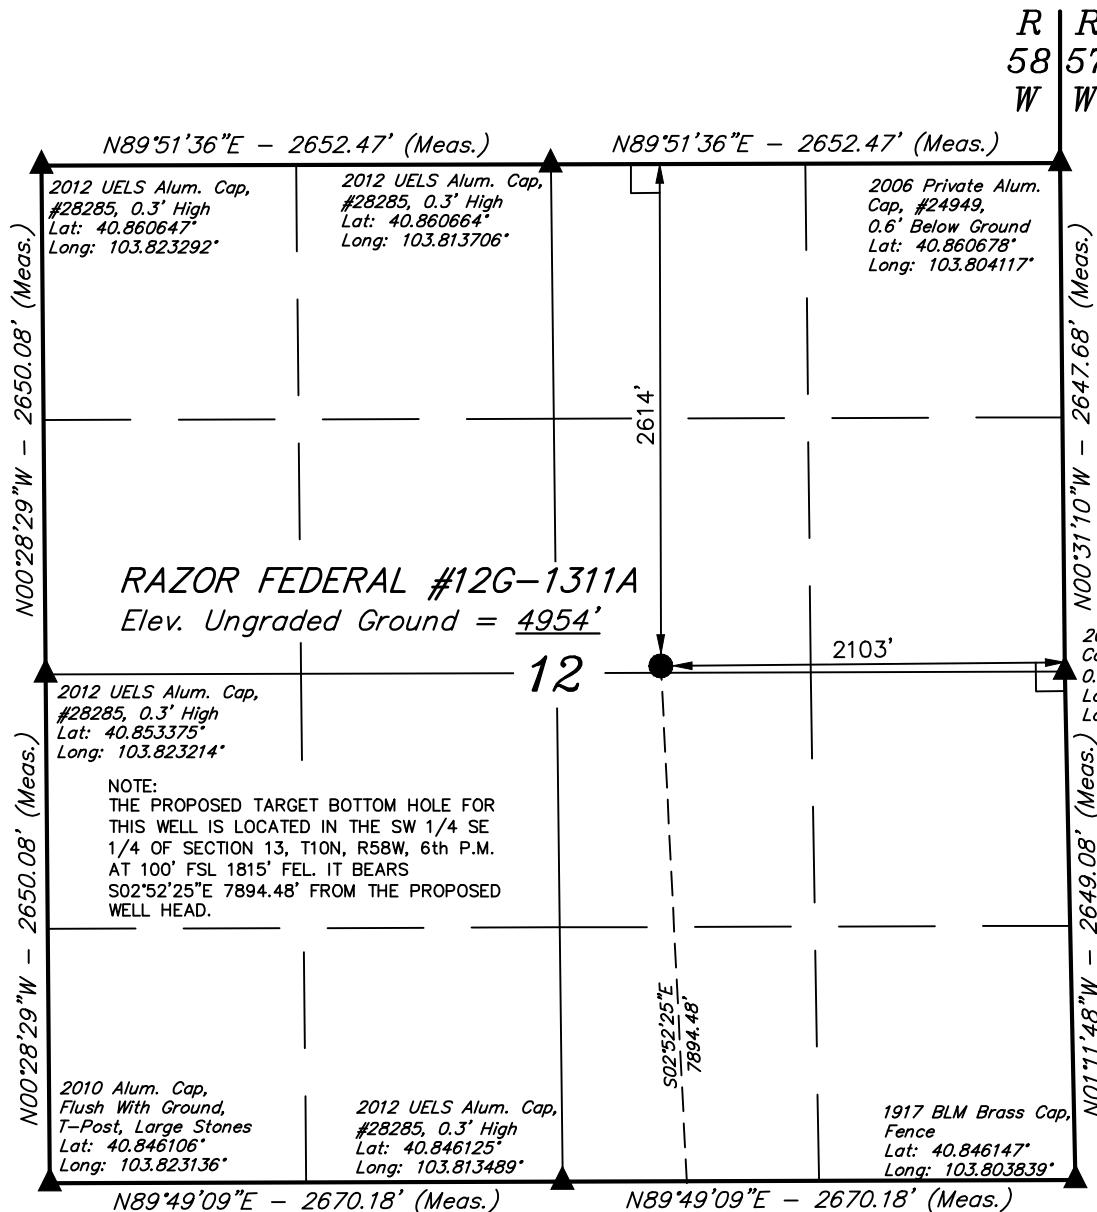 R R
58 57
W W
N89°51'36"E - 2652.47' (Meas.)
N89°51'36"E - 2652.47' (Meas.)
2012 UELS Alum. Cap,
#28285, 0.3' High
Lat: 40.860647°
Long: 103.823292°
2012 UELS Alum. Cap,
#28285, 0.3' High
Lat: 40.860664°
Long: 103.813706°
2006 Private Alum.
Cap, #24949,
0.6' Below Ground
Lat: 40.860678°
Long: 103.804117°
N00°28'29"W - 2650.08' (Meas.)
N00°31'10"W - 2647.68' (Meas.)
2614'
RAZOR FEDERAL #12G-1311A
Elev. Ungraded Ground = 4954'
12
2103'
2012 UELS Alum. Cap,
#28285, 0.3' High
Lat: 40.853375°
Long: 103.823214°
NOTE:
THE PROPOSED TARGET BOTTOM HOLE FOR
THIS WELL IS LOCATED IN THE SW 1/4 SE
1/4 OF SECTION 13, T10N, R58W, 6th P.M.
AT 100' FSL 1815' FEL. IT BEARS
S02°52'25"E 7894.48' FROM THE PROPOSED
WELL HEAD.
N00°28'29"W - 2650.08' (Meas.)
N01°11'48"W - 2649.08' (Meas.)
S02°52'25"E
7894.48'
2010 Alum. Cap,
Flush With Ground,
T-Post, Large Stones
Lat: 40.846106°
Long: 103.823136°
2012 UELS Alum. Cap,
#28285, 0.3' High
Lat: 40.846125°
Long: 103.813489°
1917 BLM Brass Cap,
Fence
Lat: 40.846147°
Long: 103.803839°
N89°49'09"E - 2670.18' (Meas.)
N89°49'09"E - 2670.18' (Meas.)